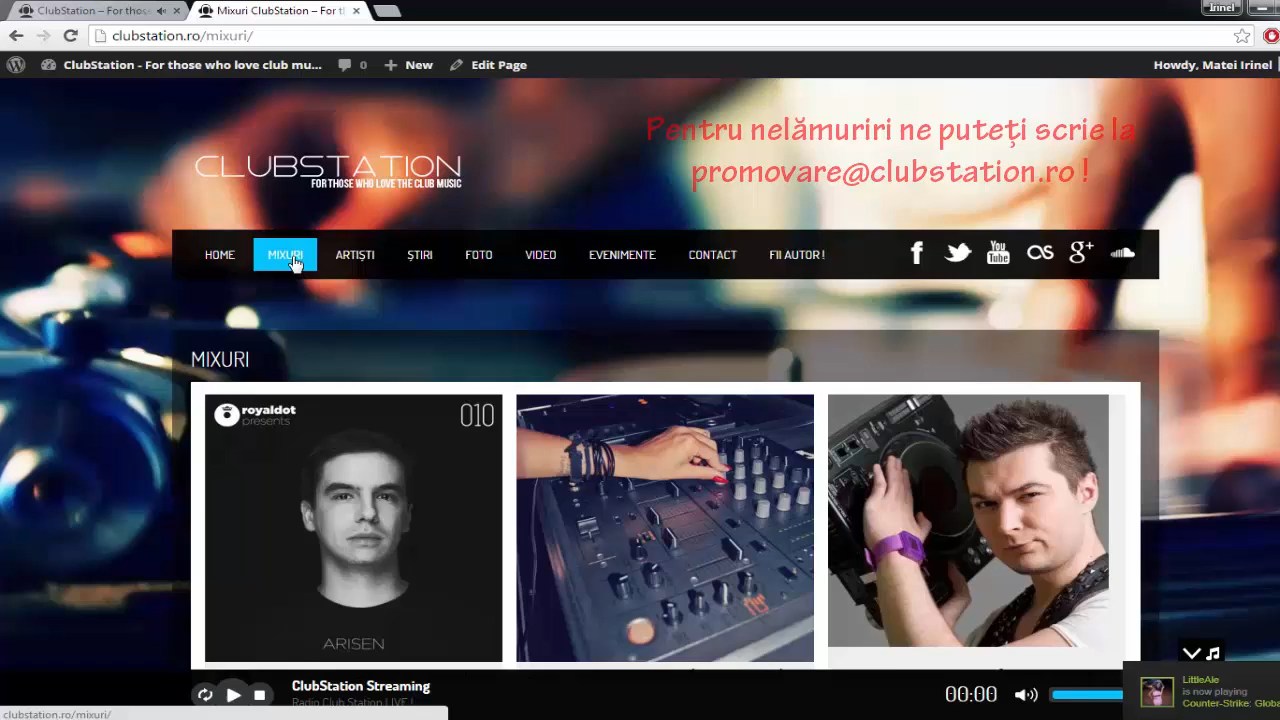 ClubStation – For those
Mixuri ClubStation – For t
Irinel
clubstation.ro/mixuri/
ClubStation - For those who love club mu...
0
New
Edit Page
Howdy, Matei Irinel
Pentru nelămuriri ne puteți scrie la
promovare@clubstation.ro !
CLUBSTATION
FOR THOSE WHO LOVE THE CLUB MUSIC
HOME
MIXURI
ARTIȘTI
ȘTIRI
FOTO
VIDEO
EVENIMENTE
CONTACT
FII AUTOR !
You
Tube
MIXURI
royaldot
presents
010
ARISEN
ClubStation Streaming
Radio Club Station LIVE !
00:00
LittleAle
is now playing
Counter-Strike: Globa
clubstation.ro/mixuri/